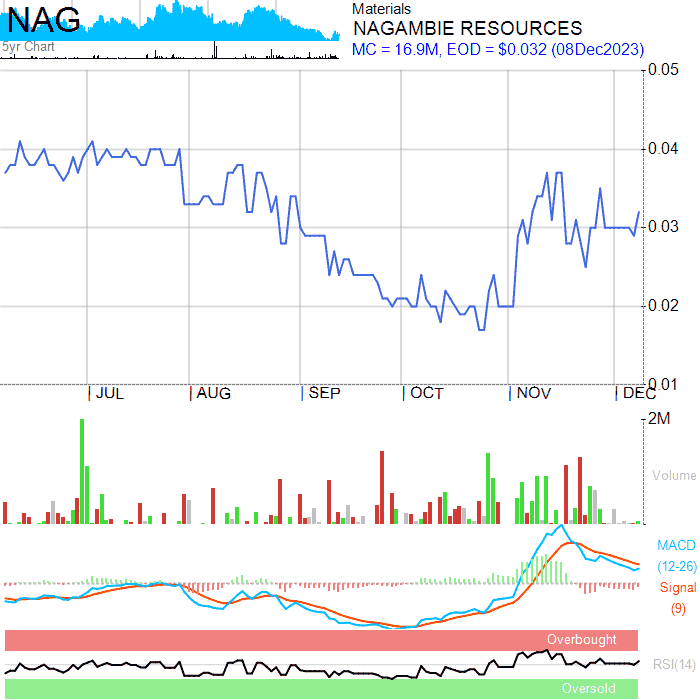 NAG
5yr Chart
Materials
NAGAMBIE RESOURCES
MC = 16.9M, EOD = $0.032 (08Dec2023)
0.05
0.04
0.03
0.02
0.01
JUL AUG SEP OCT NOV DEC
2M
Volume
MACD
(12-26)
Signal
(9)
Overbought
RSI(14)
Oversold